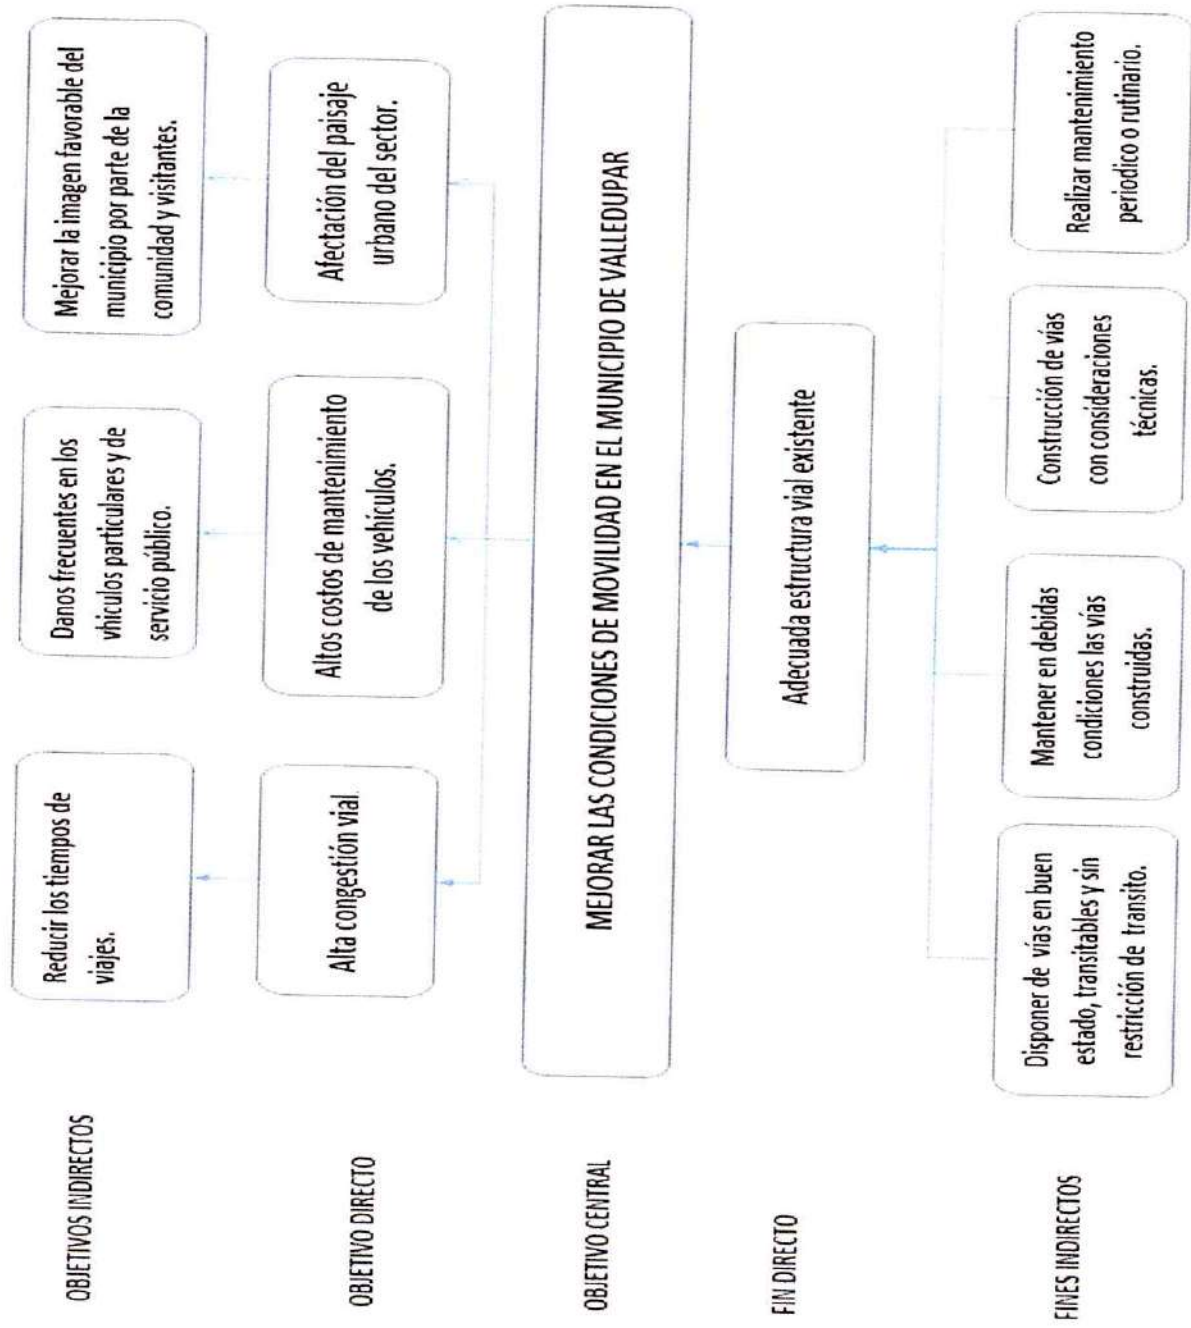 OBJETIVOS INDIRECTOS
Reducir los tiempos de
viajes.
Danos frecuentes en los
vhiculos particulares y de
servicio público.
Mejorar la imagen favorable del
municipio por parte de la
comunidad y visitantes.
OBJETIVO DIRECTO
Alta congestión vial.
Altos costos de mantenimiento
de los vehículos.
Afectación del paisaje
urbano del sector.
OBJETIVO CENTRAL
MEJORAR LAS CONDICIONES DE MOVILIDAD EN EL MUNICIPIO DE VALLEDUPAR
FIN DIRECTO
Adecuada estructura vial existente
FINES INDIRECTOS
Disponer de vías en buen
estado, transitables y sin
restricción de transito.
Mantener en debidas
condiciones las vías
construidas.
Construcción de vías
con consideraciones
técnicas.
Realizar mantenimiento
periodico o rutinario.